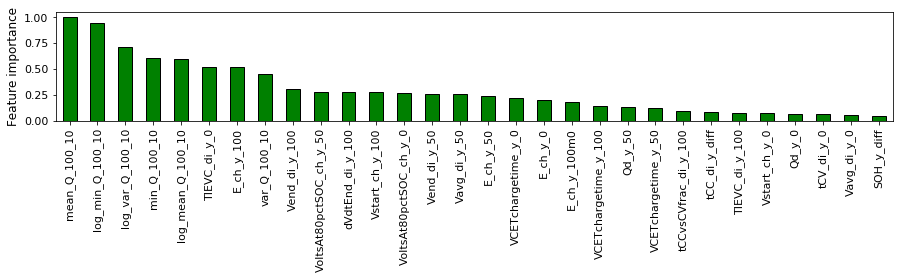 Feature importance
1.00
0.75
0.50
0.25
0.00
mean_Q_100_10
log_min_Q_100_10
log_var_Q_100_10
min_Q_100_10
log_mean_Q_100_10
TIEVC_di_y_0
E_ch_y_100
var_Q_100_10
Vend_di_y_100
VoltsAt80pctSOC_ch_y_50
dVdtEnd_di_y_100
Vstart_ch_y_100
VoltsAt80pctSOC_ch_y_0
Vend_di_y_50
Vavg_di_y_50
E_ch_y_50
VCETchargetime_y_0
E_ch_y_0
E_ch_y_100m0
VCETchargetime_y_100
Qd_y_50
VCETchargetime_y_50
tCCvsCVfrac_di_y_100
tCC_di_y_diff
TIEVC_di_y_100
Vstart_ch_y_0
Qd_y_0
tCV_di_y_0
Vavg_di_y_0
SOH_y_diff